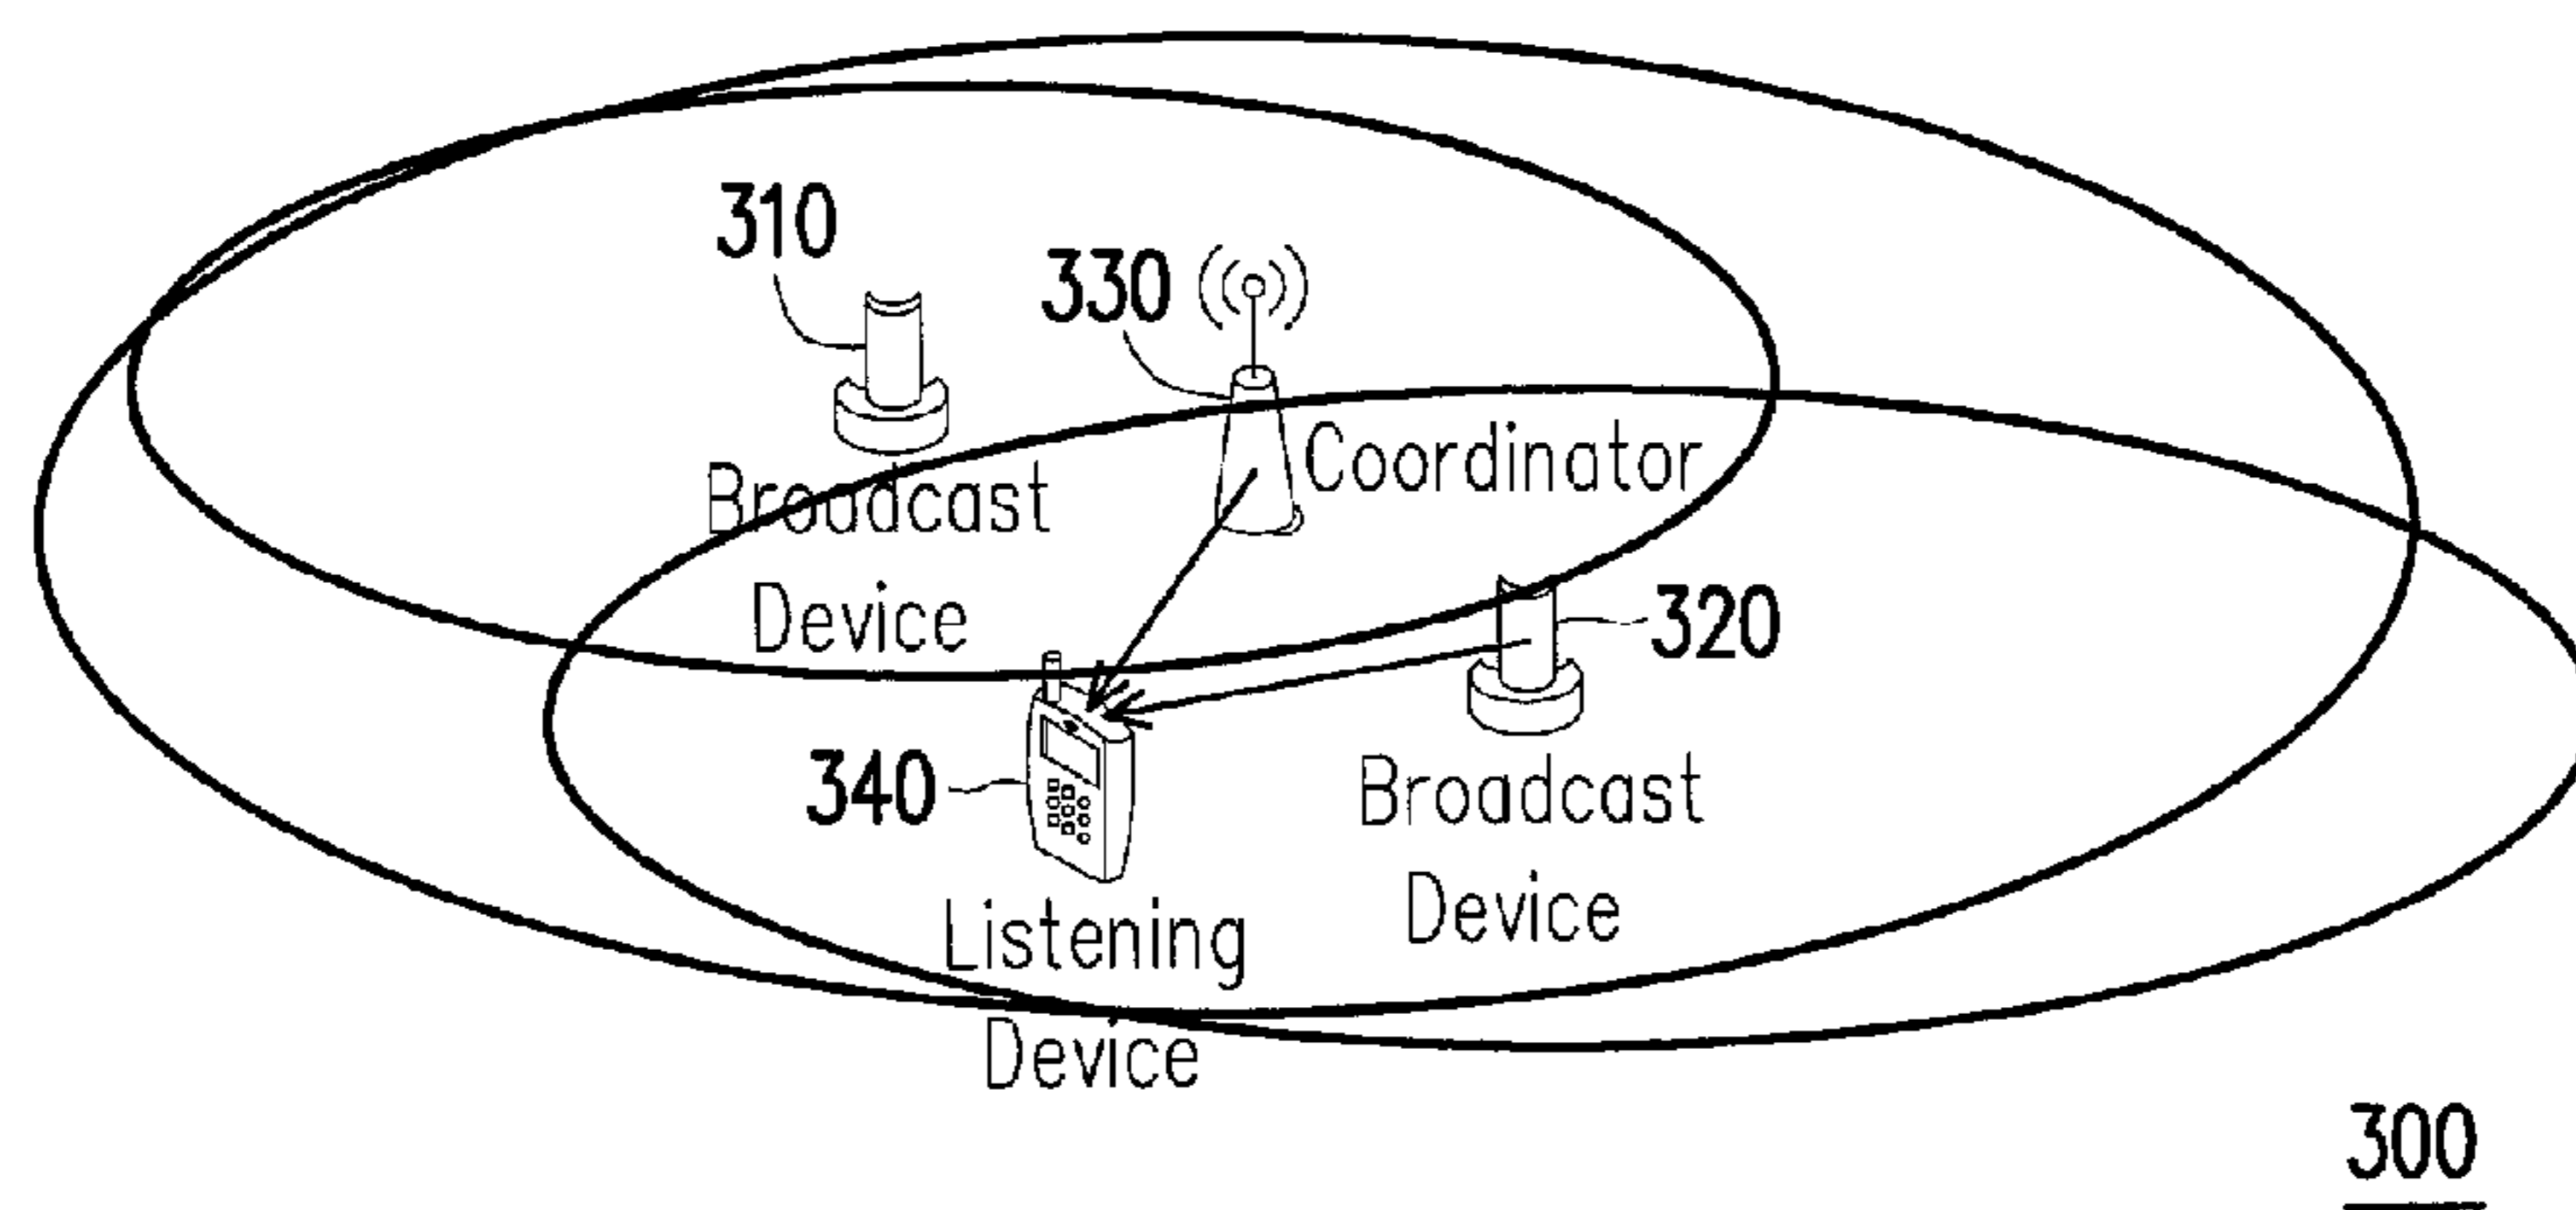 310
330
Coordinator
Broadcast
Device
320
340
Broadcast
Device
Listening
Device
300